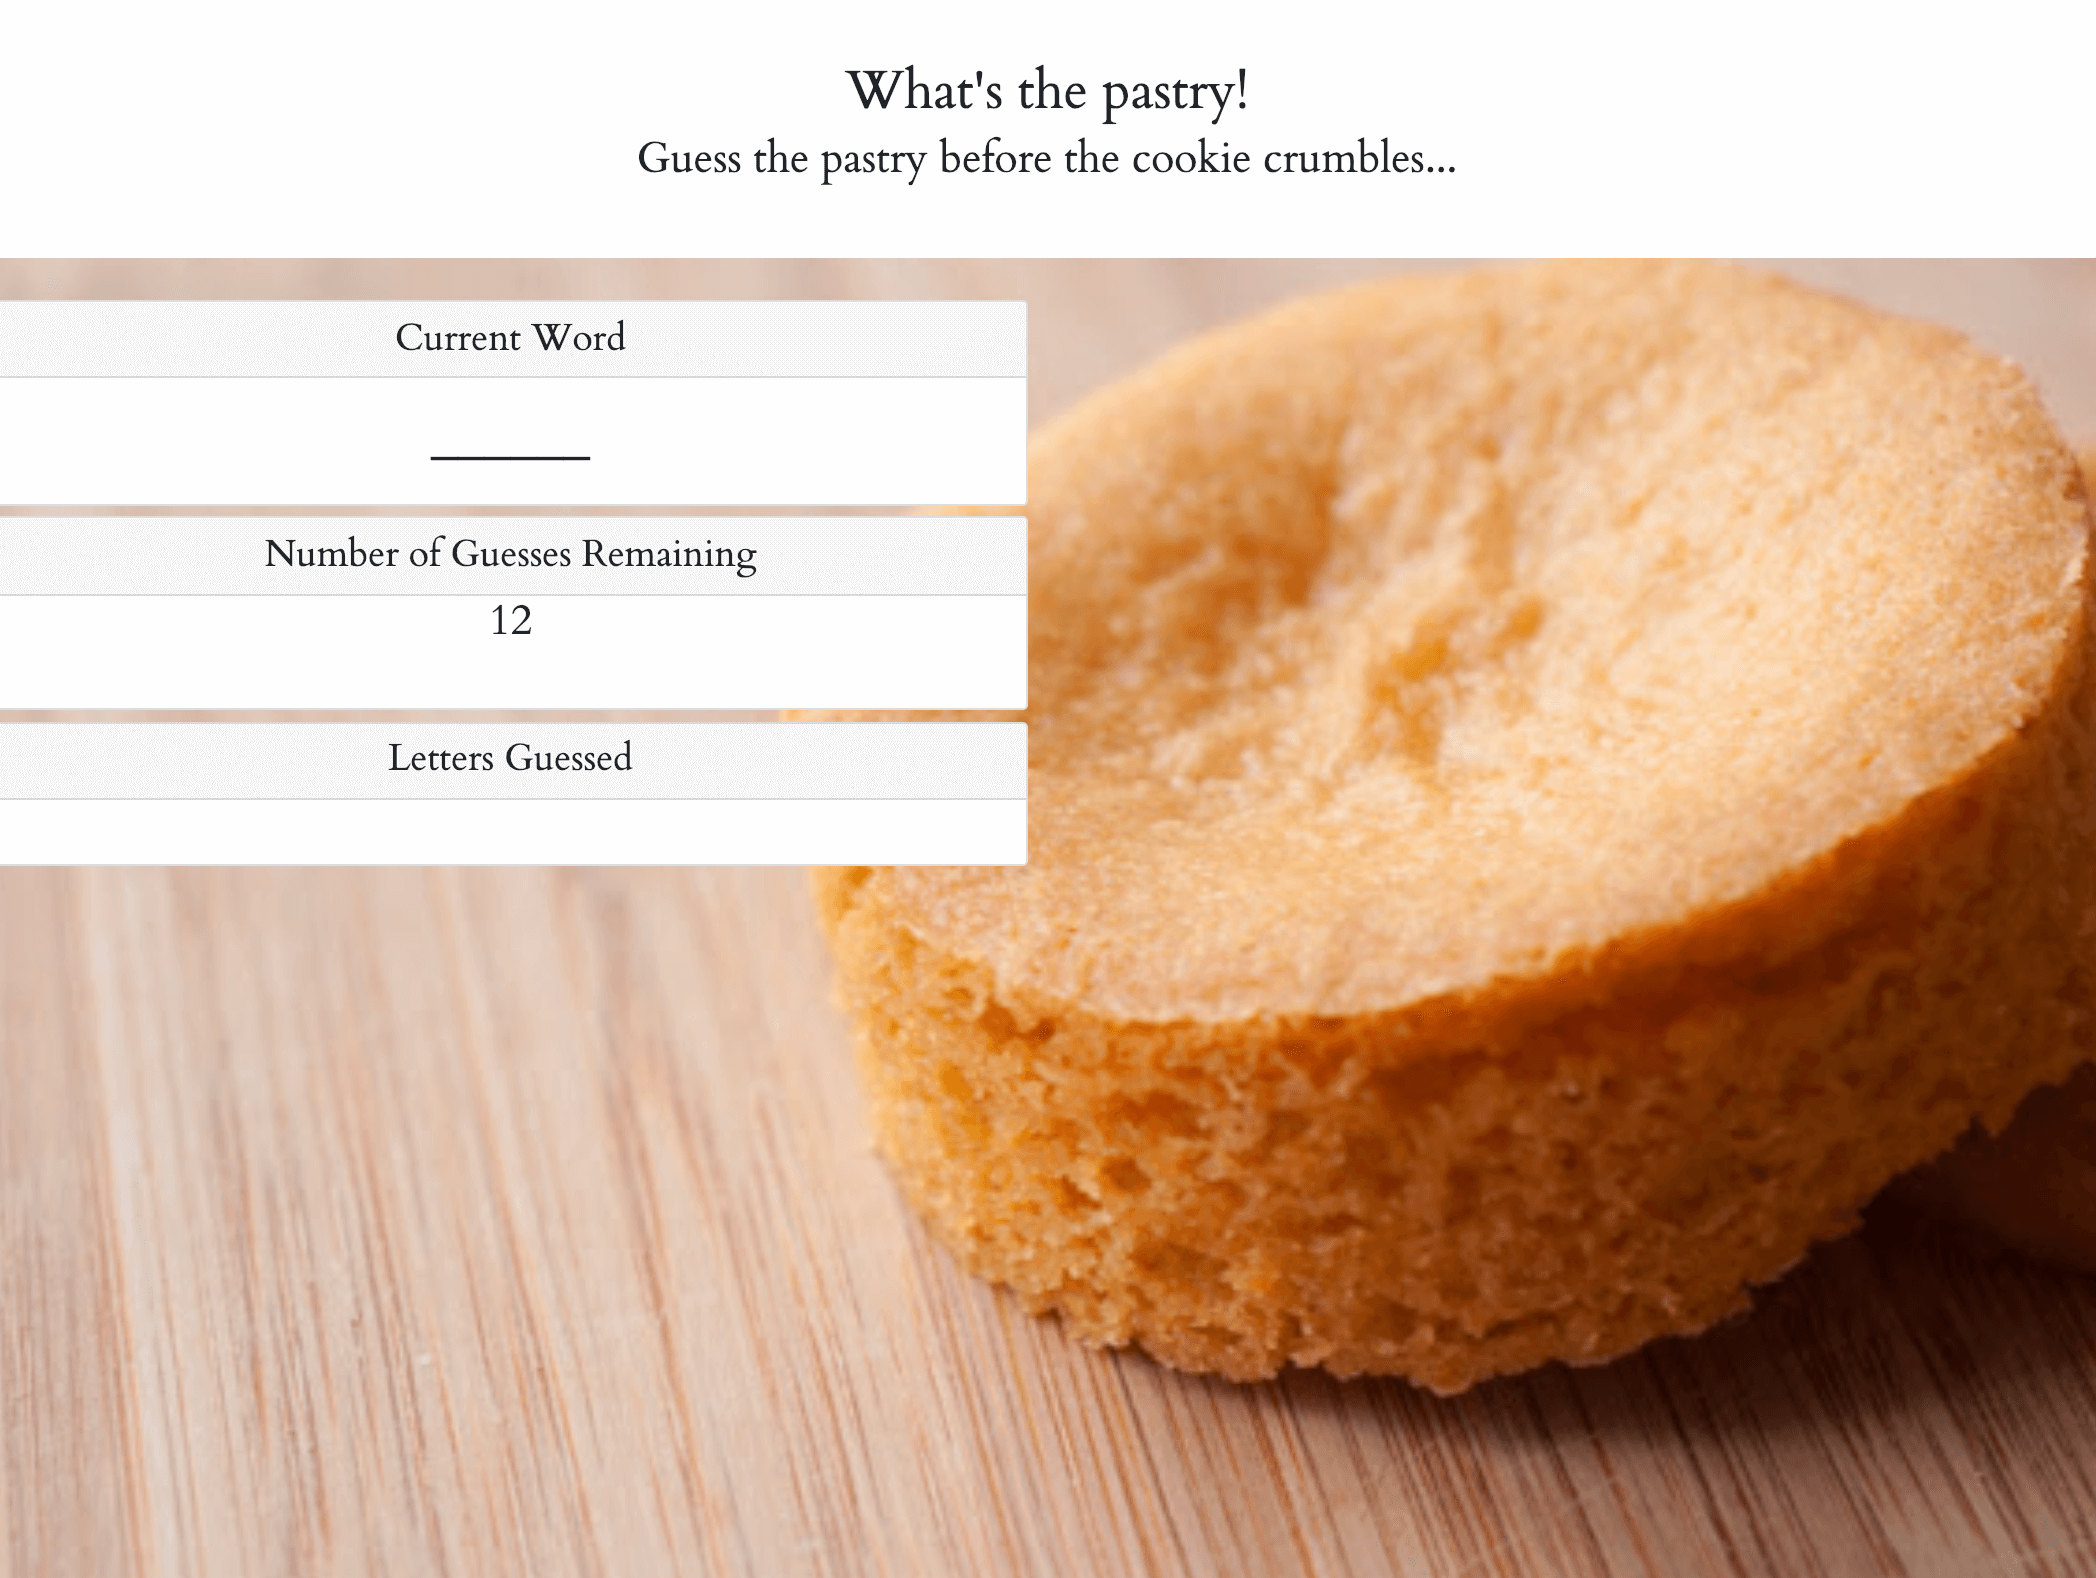 What's the pastry!
Guess the pastry before the cookie crumbles...
Current Word
______
Number of Guesses Remaining
12
Letters Guessed